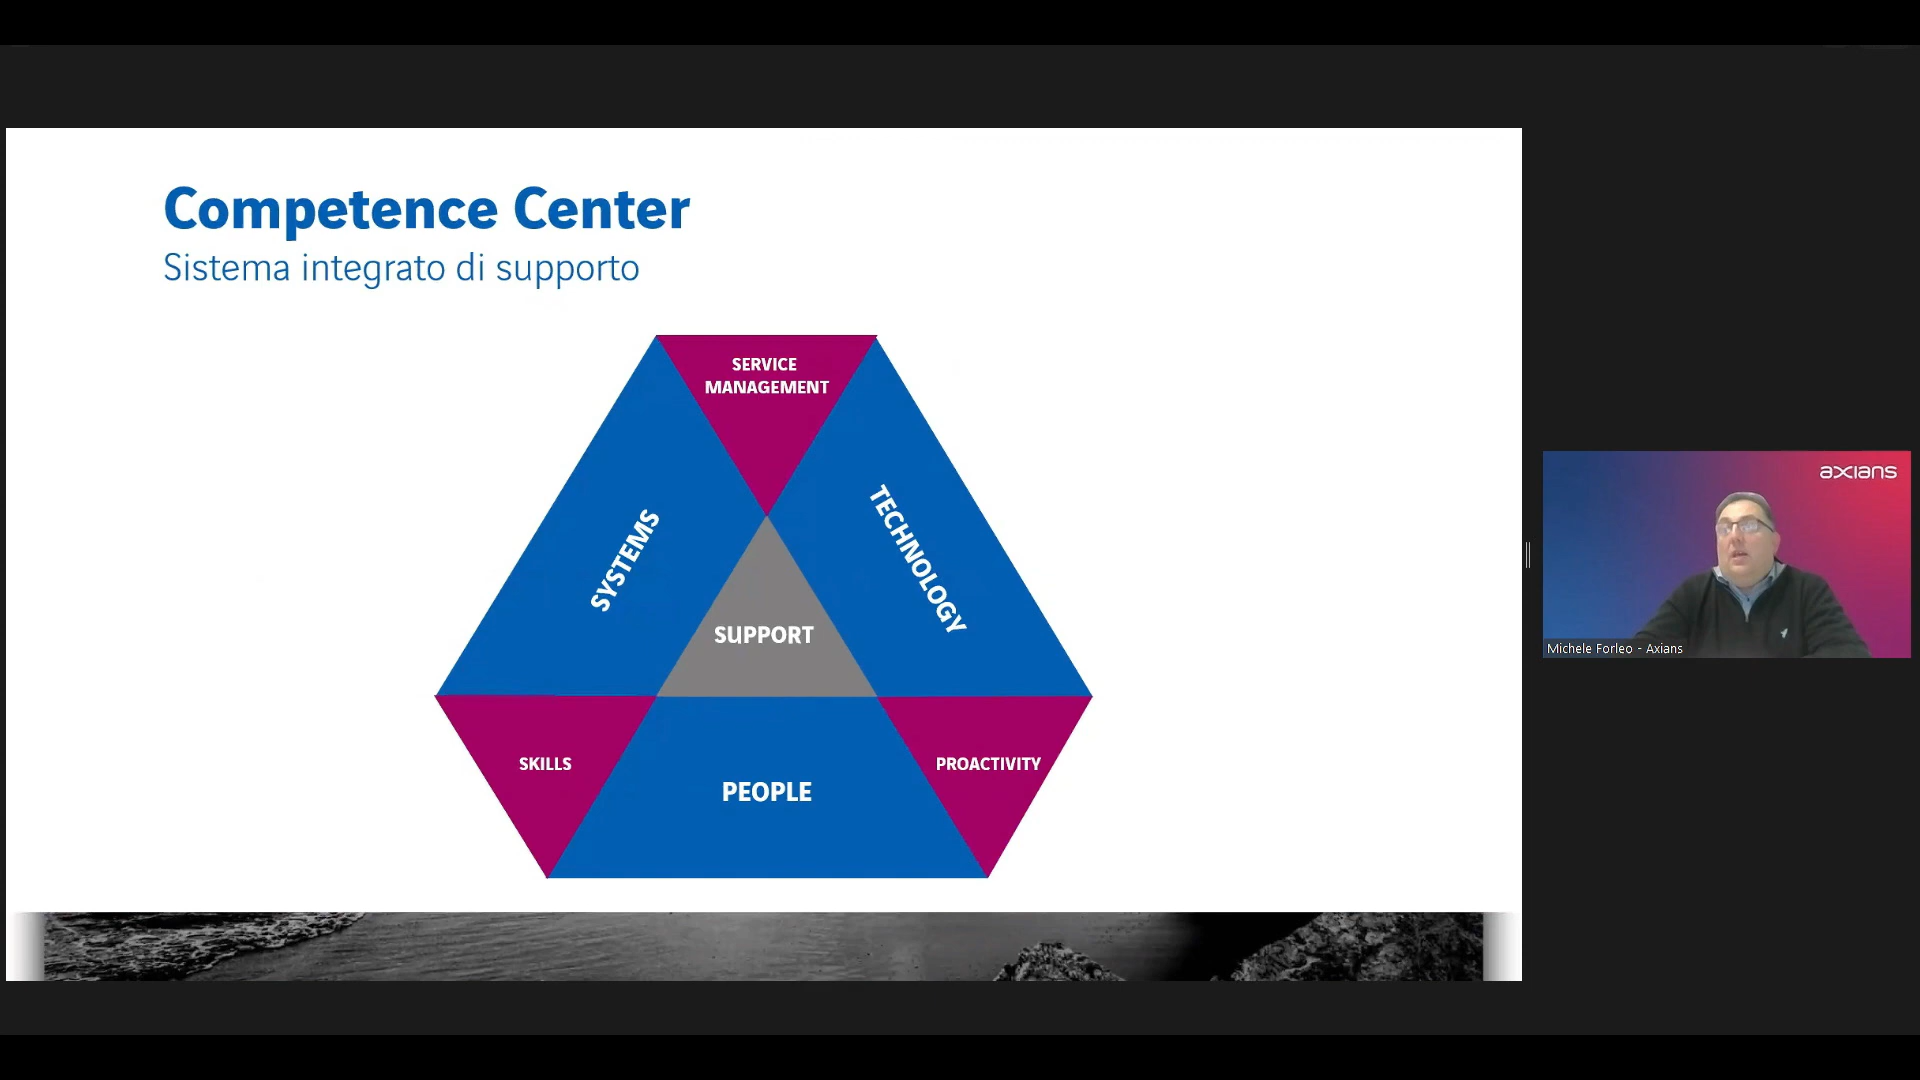 Competence Center
Sistema integrato di supporto
SERVICE
MANAGEMENT
SYSTEMS
TECHNOLOGY
SUPPORT
SKILLS
PEOPLE
PROACTIVITY
axians
Michele Forleo - Axians